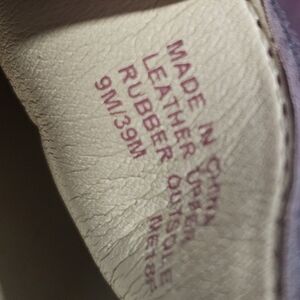 MADE IN CHINA
LEATHER UPPER
RUBBER OUTSOLE
9M/39M